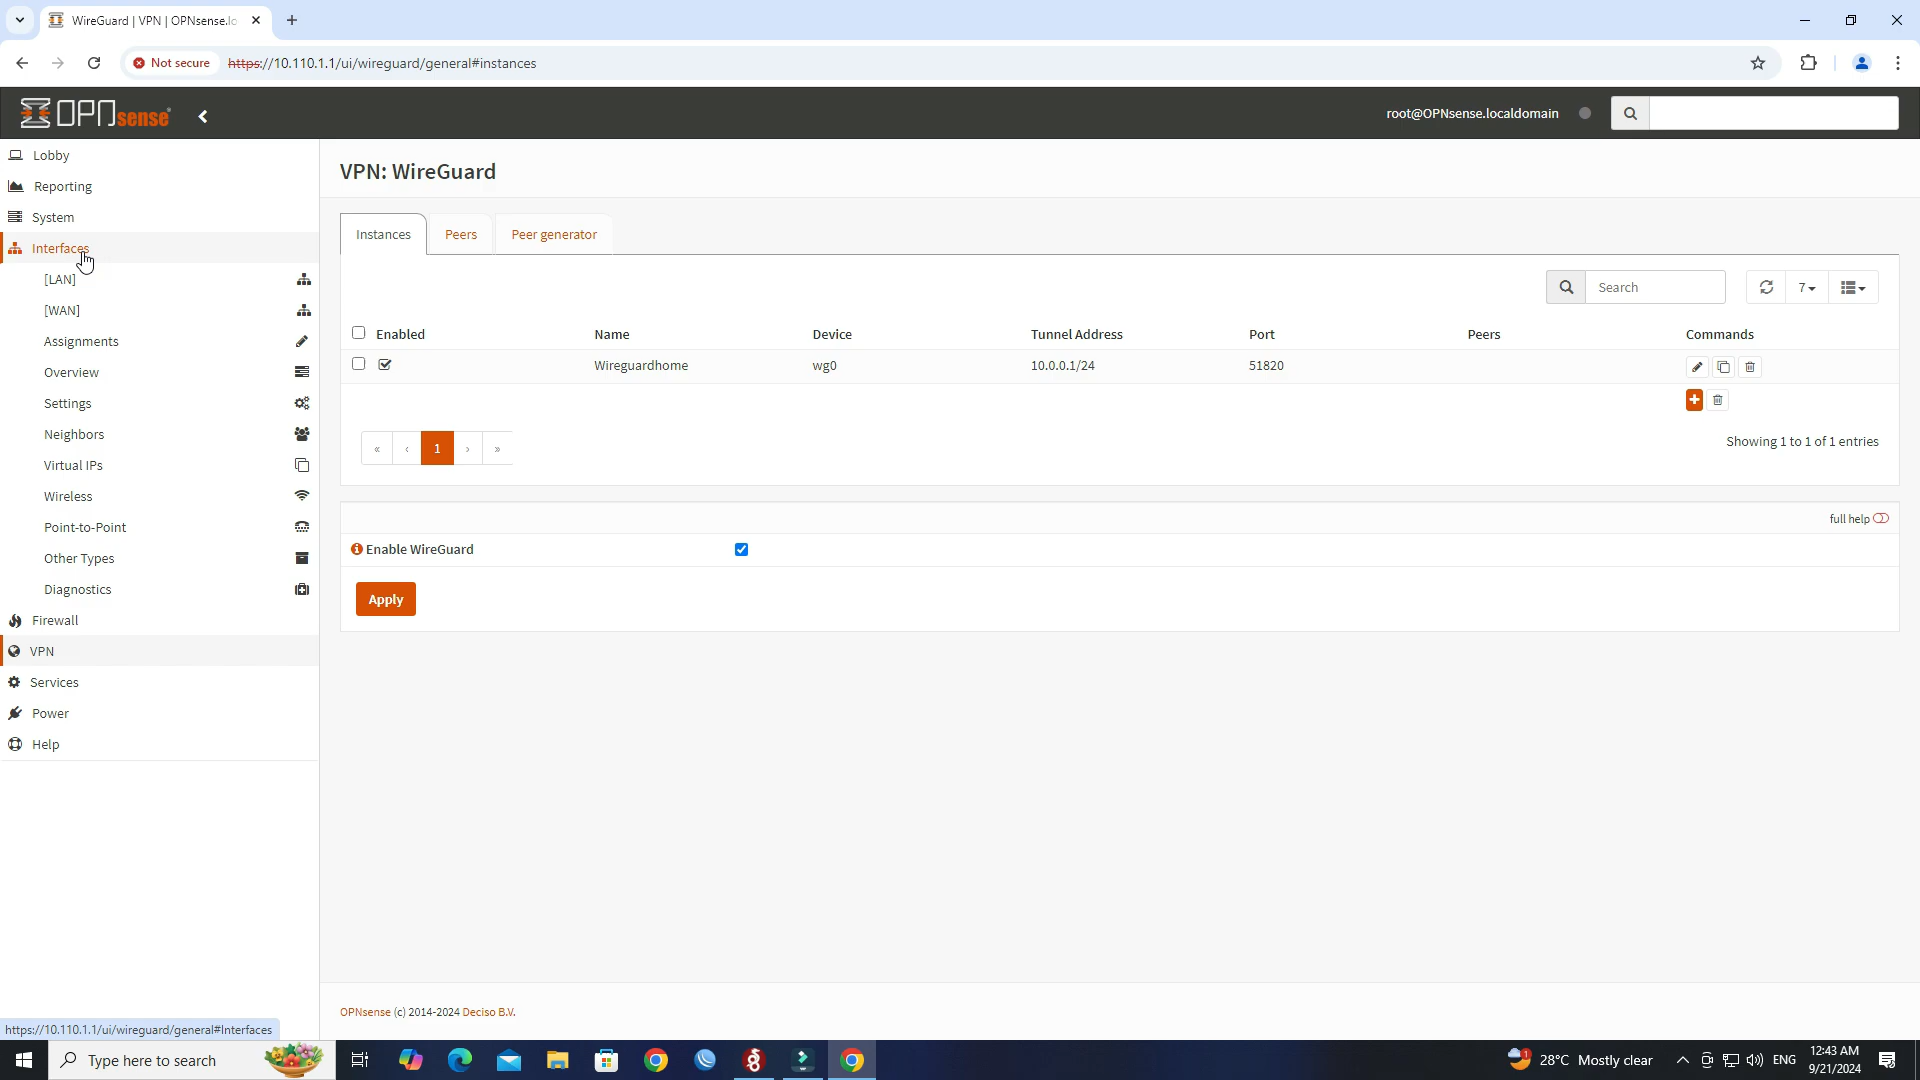 WireGuard | VPN | OPNsense.lo
Not secure
https://10.110.1.1/ui/wireguard/general#instances
OPNsense
root@OPNsense.localdomain
Lobby
Reporting
System
Interfaces
[LAN]
[WAN]
Assignments
Overview
Settings
Neighbors
Virtual IPs
Wireless
Point-to-Point
Other Types
Diagnostics
Firewall
VPN
Services
Power
Help
VPN: WireGuard
Instances Peers Peer generator
Search 7
Enabled Name Device Tunnel Address Port Peers Commands
Wireguardhome wg0 10.0.0.1/24 51820
« ‹ 1 › »
Showing 1 to 1 of 1 entries
full help
Enable WireGuard
Apply
OPNsense (c) 2014-2024 Deciso B.V.
https://10.110.1.1/ui/wireguard/general#Interfaces
Type here to search
1 28°C Mostly clear ENG
12:43 AM
9/21/2024